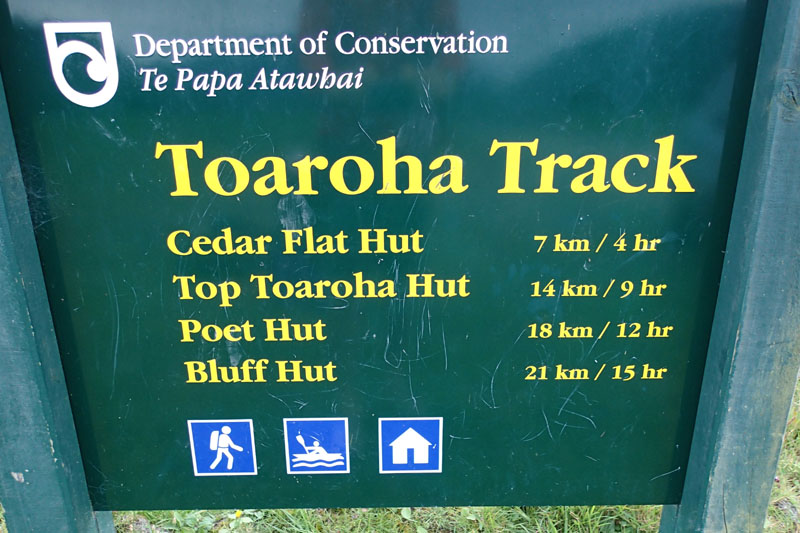 Department of Conservation
Te Papa Atawhai
Toaroha Track
Cedar Flat Hut 7 km / 4 hr
Top Toaroha Hut 14 km / 9 hr
Poet Hut 18 km / 12 hr
Bluff Hut 21 km / 15 hr